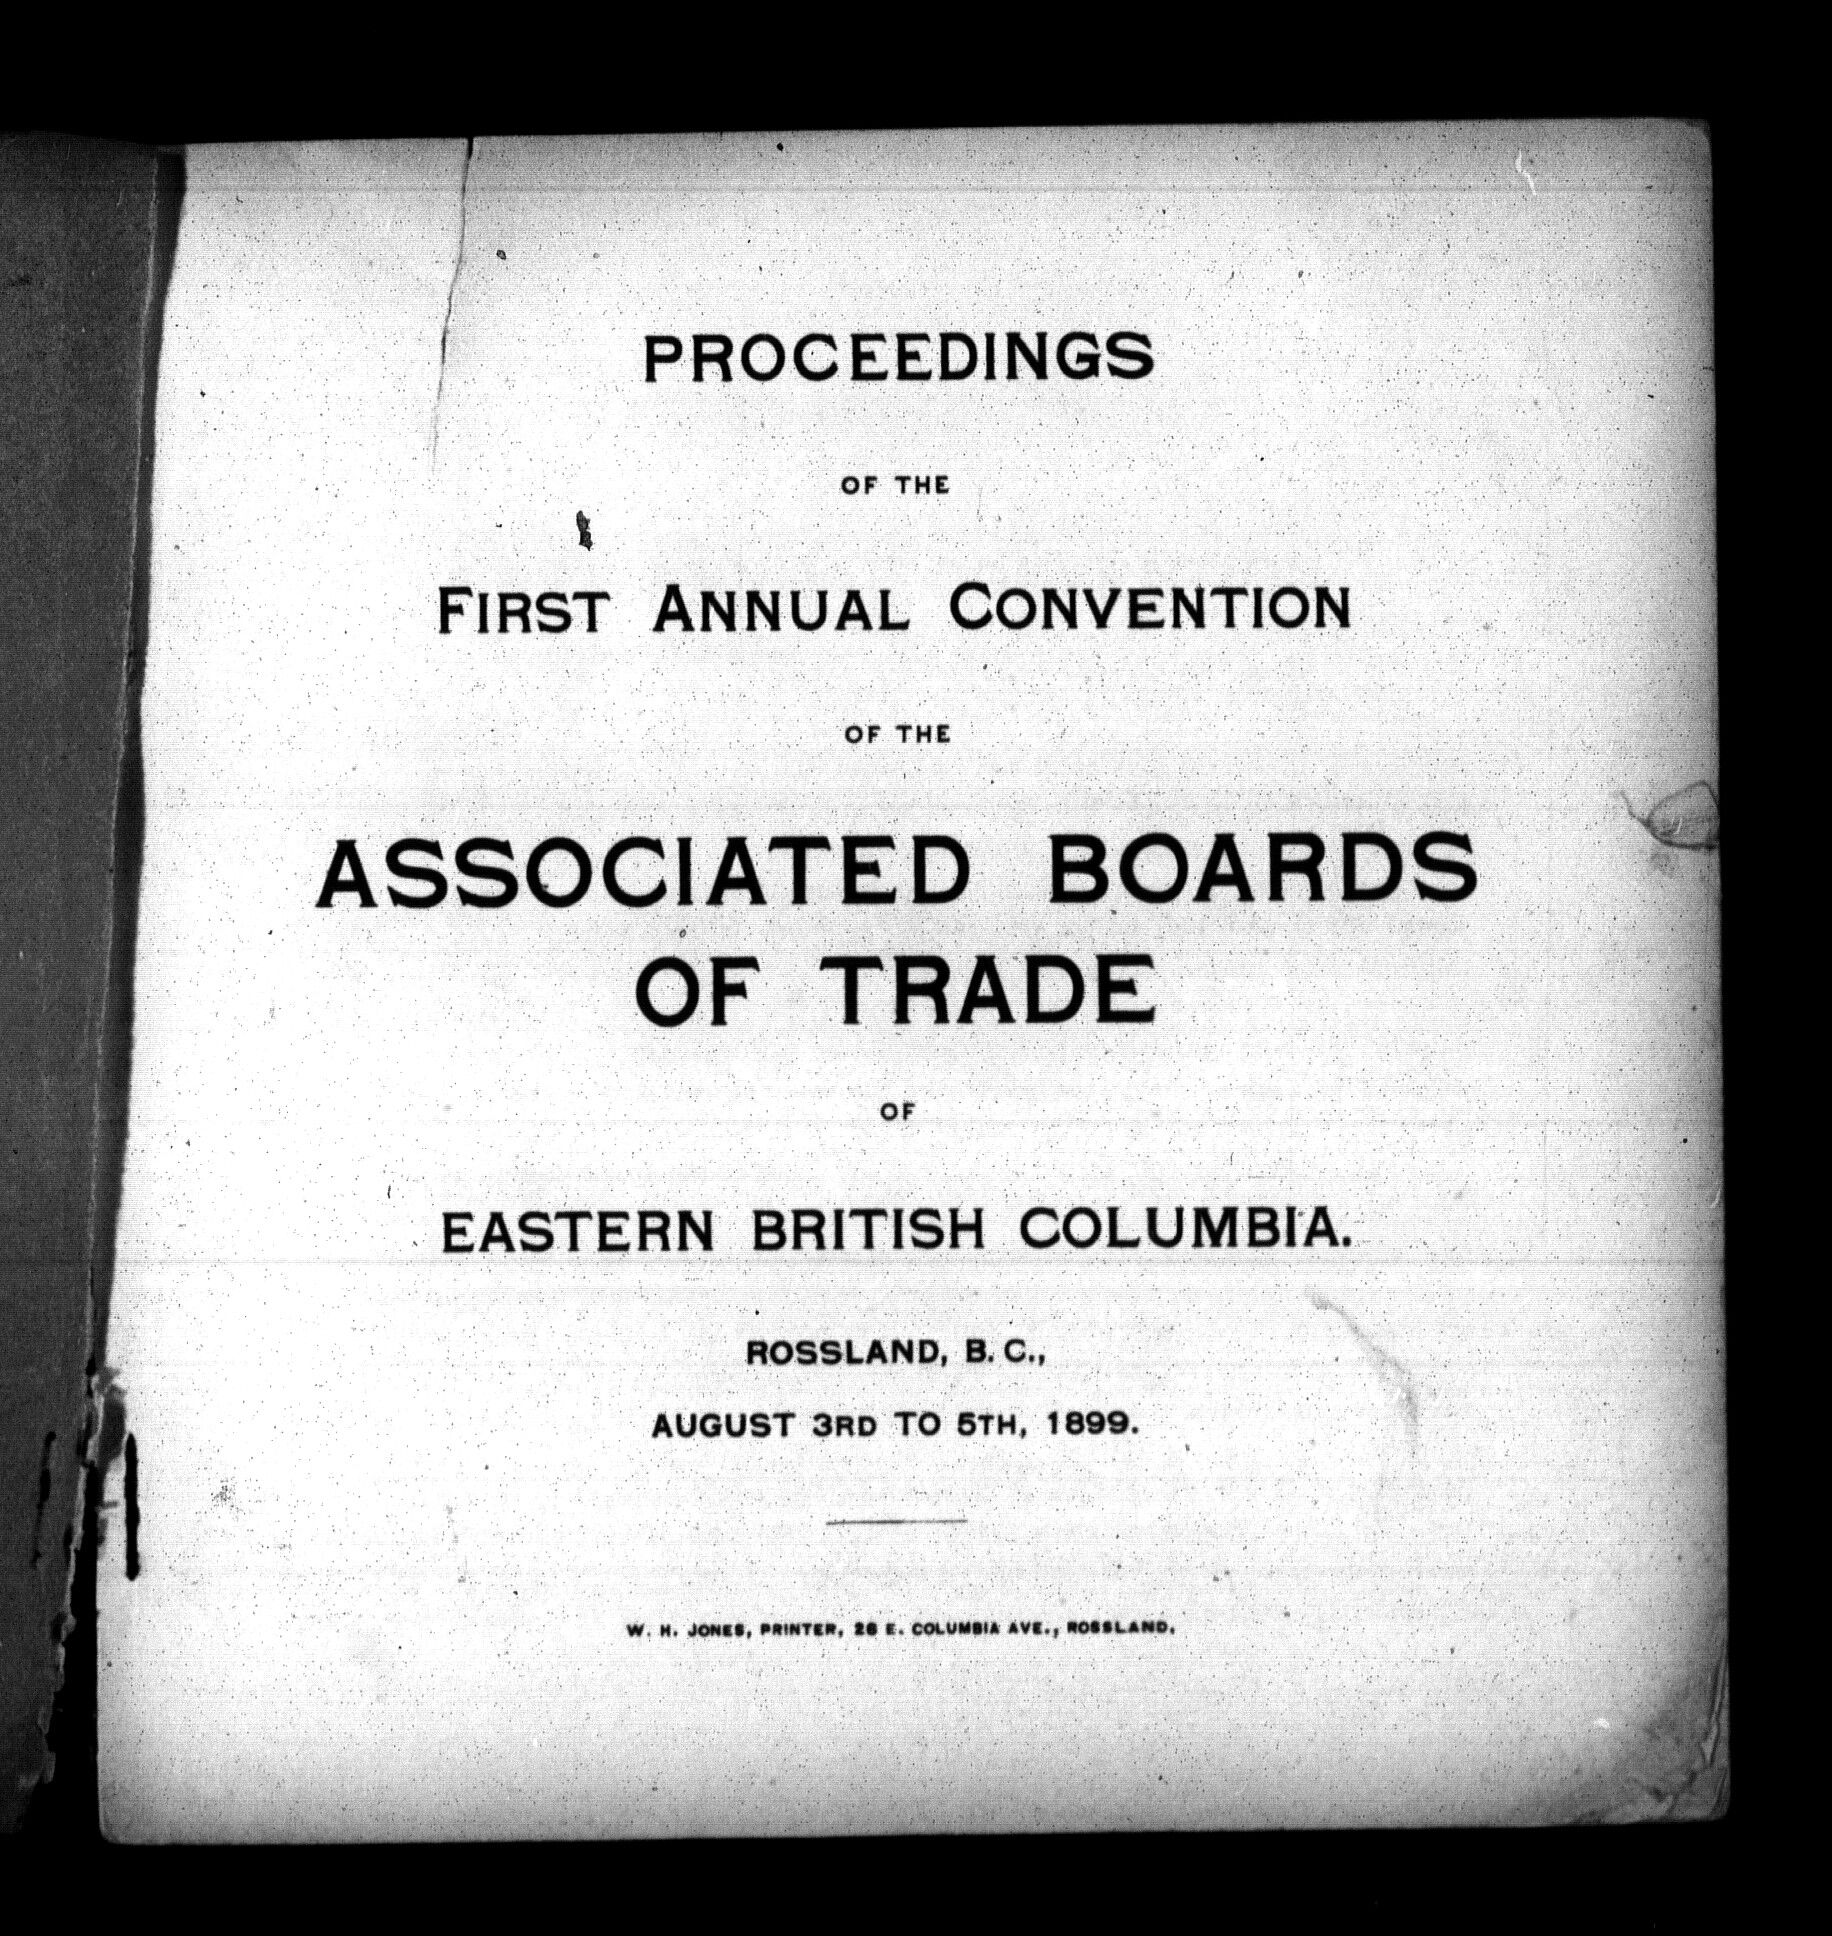 PROCEEDINGS
OF THE
FIRST ANNUAL CONVENTION
OF THE
ASSOCIATED BOARDS
OF TRADE
OF
EASTERN BRITISH COLUMBIA.
ROSSLAND, B. C.,
AUGUST 3RD TO 5TH, 1899.
W. H. JONES, PRINTER, 26 E. COLUMBIA AVE., ROSSLAND.